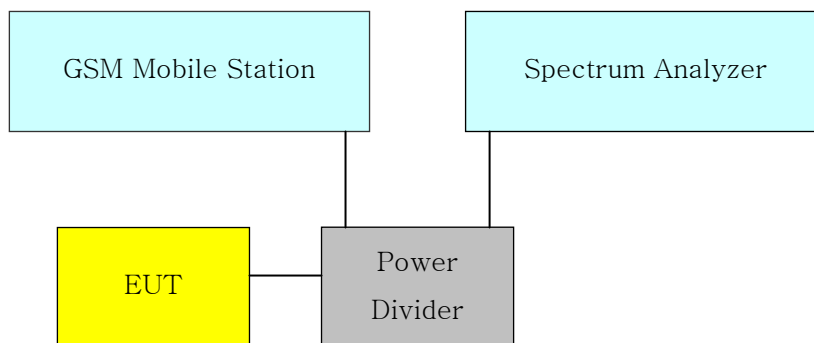 GSM Mobile Station
Spectrum Analyzer
EUT
Power
Divider